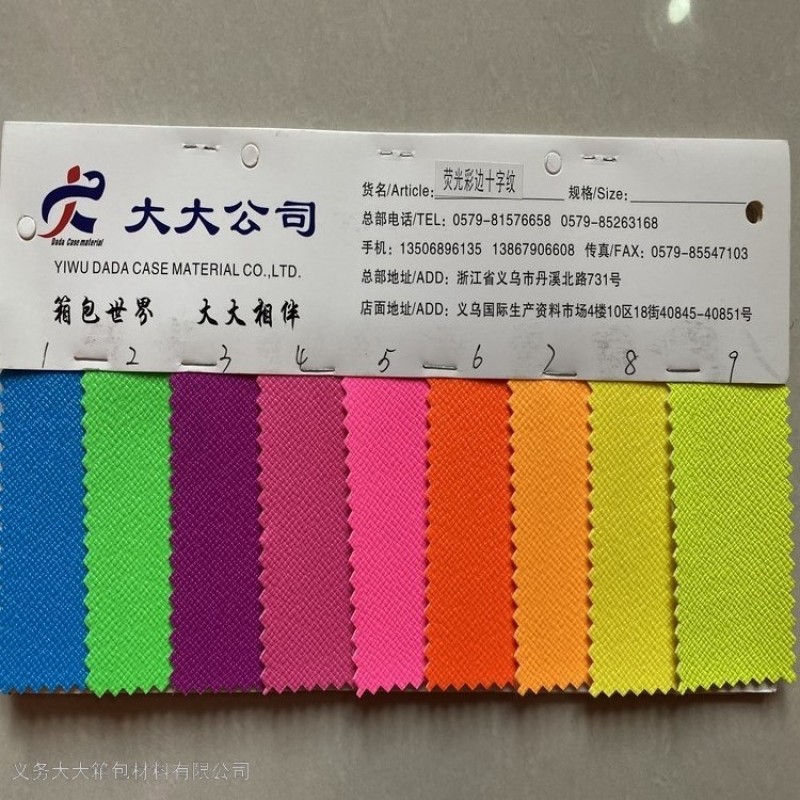 大大公司
Dada Case material
YIWU DADA CASE MATERIAL CO.,LTD.
箱包世界 大大相伴
货名/Article: 荧光彩边十字纹 规格/Size:
总部电话/TEL: 0579-81576658 0579-85263168
手机: 13506896135 13867906608 传真/FAX: 0579-85547103
总部地址/ADD: 浙江省义乌市丹溪北路731号
店面地址/ADD: 义乌国际生产资料市场4楼10区18街40845-40851号
1 2 3 4 5 6 7 8 9
义务大大箱包材料有限公司